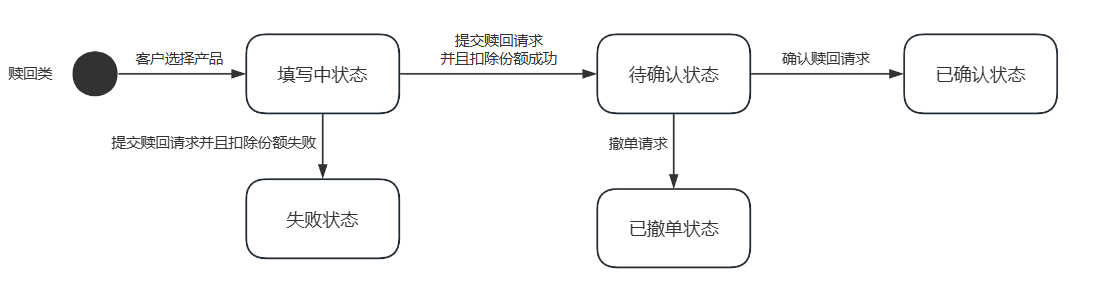 赎回类
客户选择产品
填写中状态
提交赎回请求
并且扣除份额成功
待确认状态
确认赎回请求
已确认状态
提交赎回请求并且扣除份额失败
撤单请求
失败状态
已撤单状态